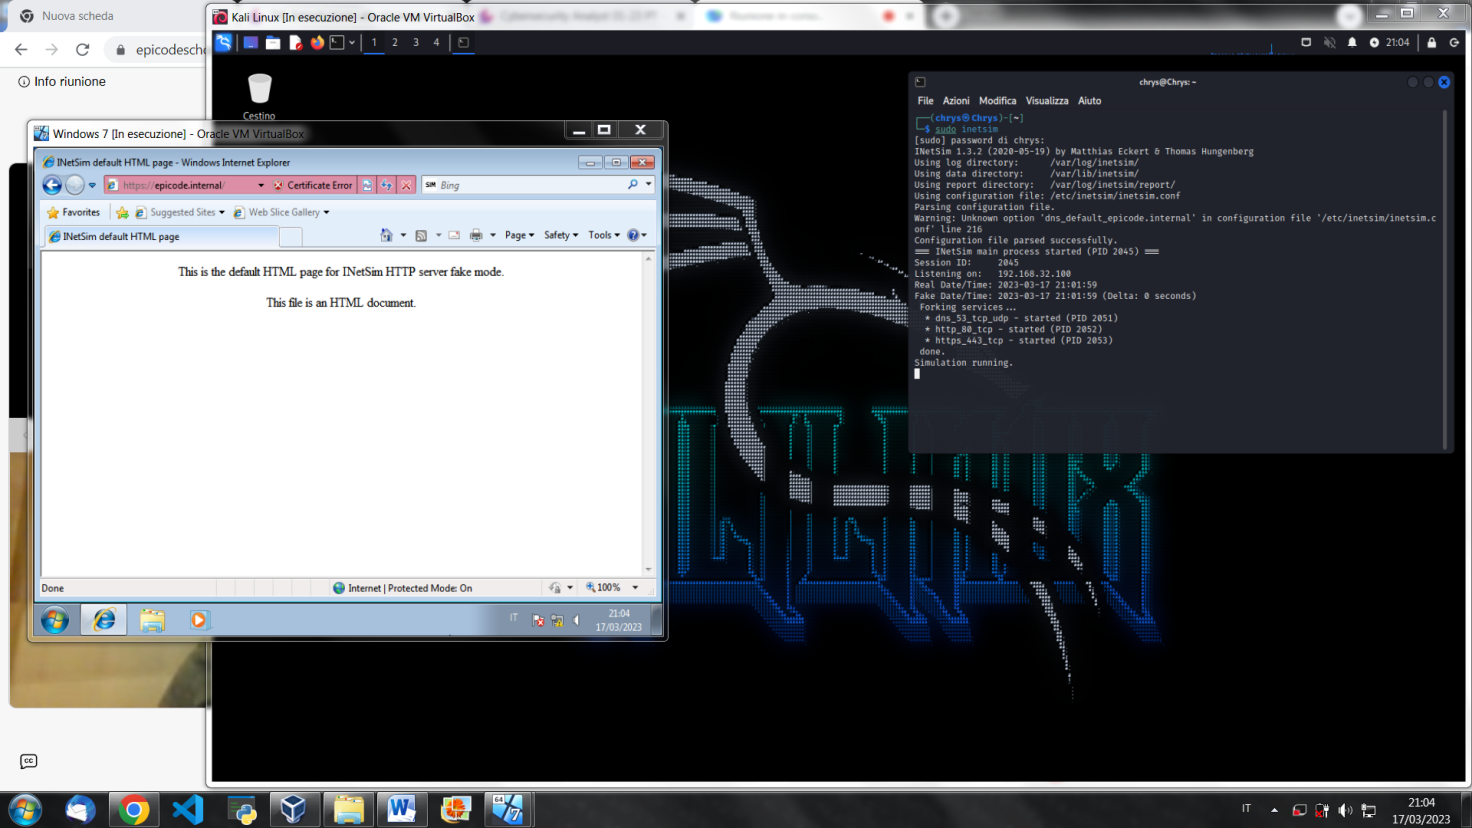 Nuova scheda
epicodescho
Info riunione
Kali Linux [In esecuzione] - Oracle VM VirtualBox
1 2 3 4
21:04
Cestino
Windows 7 [In esecuzione] - Oracle VM VirtualBox
INetSim default HTML page - Windows Internet Explorer
https://epicode.internal/
Certificate Error
Bing
Favorites
Suggested Sites
Web Slice Gallery
INetSim default HTML page
Page
Safety
Tools
This is the default HTML page for INetSim HTTP server fake mode.
This file is an HTML document.
Done
Internet | Protected Mode: On
100%
IT
21:04
17/03/2023
chrys@Chrys: ~
File Azioni Modifica Visualizza Aiuto
┌──(chrys㉿Chrys)-[~]
└─$ sudo inetsim
[sudo] password di chrys:
INetSim 1.3.2 (2020-05-19) by Matthias Eckert & Thomas Hungenberg
Using log directory: /var/log/inetsim/
Using data directory: /var/lib/inetsim/
Using report directory: /var/log/inetsim/report/
Using configuration file: /etc/inetsim/inetsim.conf
Parsing configuration file.
Warning: Unknown option 'dns_default_epicode.internal' in configuration file '/etc/inetsim/inetsim.c
onf' line 216
Configuration file parsed successfully.
=== INetSim main process started (PID 2045) ===
Session ID: 2045
Listening on: 192.168.32.100
Real Date/Time: 2023-03-17 21:01:59
Fake Date/Time: 2023-03-17 21:01:59 (Delta: 0 seconds)
Forking services...
* dns_53_tcp_udp - started (PID 2051)
* http_80_tcp - started (PID 2052)
* https_443_tcp - started (PID 2053)
done.
Simulation running.
IT
21:04
17/03/2023